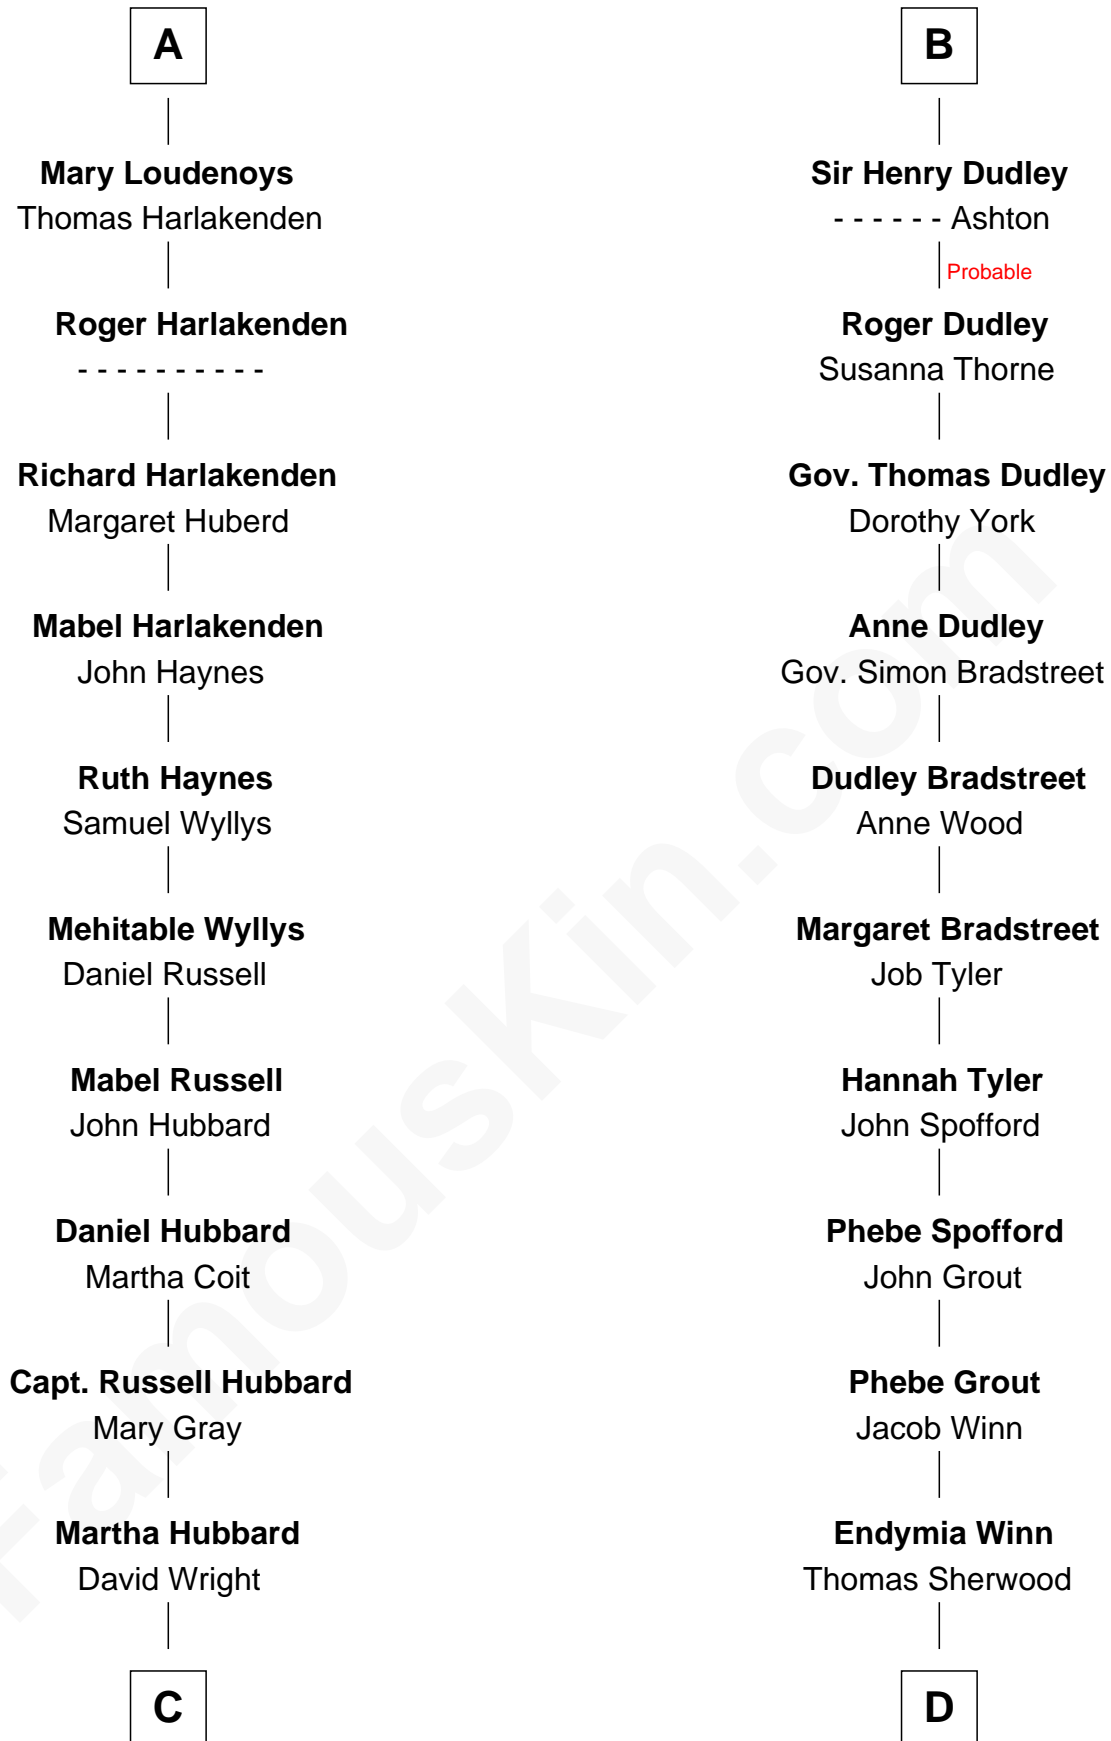 A
Mary Loudenoys
Thomas Harlakenden
Roger Harlakenden
- - - - - - - - - -
Richard Harlakenden
Margaret Huberd
Mabel Harlakenden
John Haynes
Ruth Haynes
Samuel Wyllys
Mehitable Wyllys
Daniel Russell
Mabel Russell
John Hubbard
Daniel Hubbard
Martha Coit
Capt. Russell Hubbard
Mary Gray
Martha Hubbard
David Wright
C
B
Sir Henry Dudley
- - - - - - Ashton
Probable
Roger Dudley
Susanna Thorne
Gov. Thomas Dudley
Dorothy York
Anne Dudley
Gov. Simon Bradstreet
Dudley Bradstreet
Anne Wood
Margaret Bradstreet
Job Tyler
Hannah Tyler
John Spofford
Phebe Spofford
John Grout
Phebe Grout
Jacob Winn
Endymia Winn
Thomas Sherwood
D
FamousKin.com